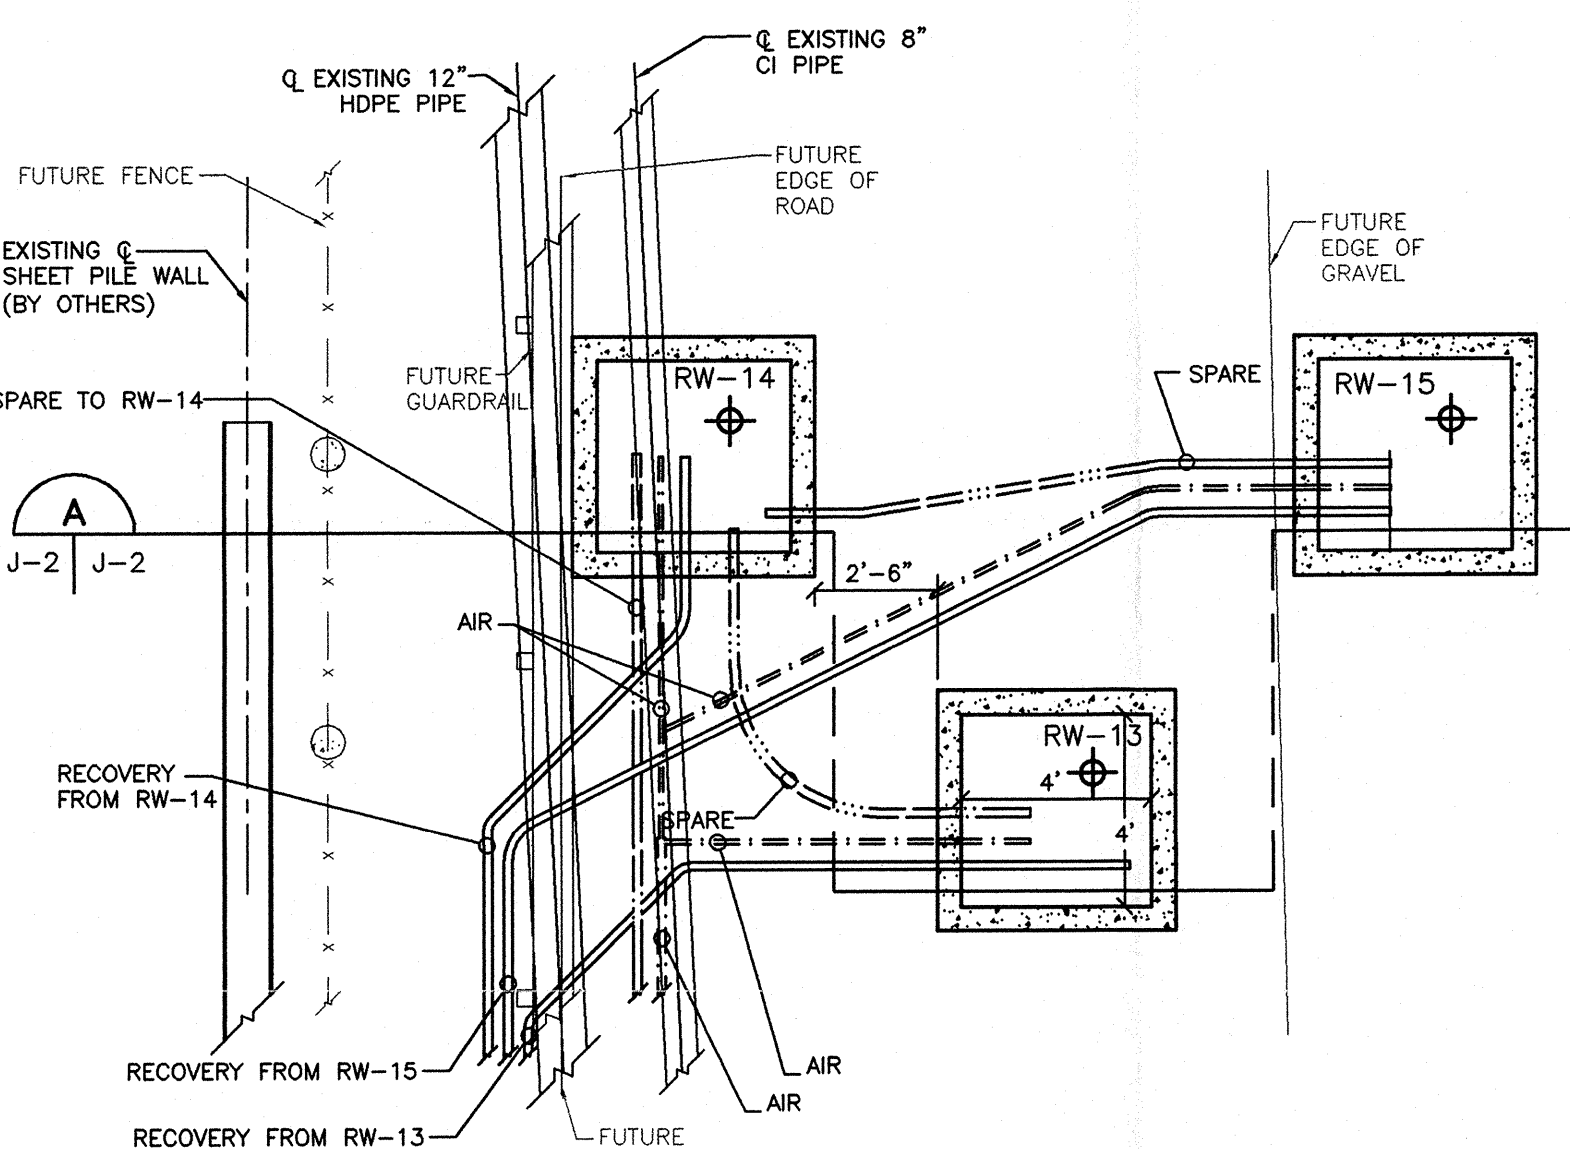 ℄ EXISTING 8”
CI PIPE
℄ EXISTING 12”
HDPE PIPE
FUTURE FENCE
FUTURE
EDGE OF
ROAD
FUTURE
EDGE OF
GRAVEL
EXISTING ℄
SHEET PILE WALL
(BY OTHERS)
FUTURE
GUARDRAIL
RW-14
SPARE
RW-15
SPARE TO RW-14
A
J-2
J-2
2'-6”
AIR
RW-13
4'
4'
RECOVERY
FROM RW-14
SPARE
RECOVERY FROM RW-15
AIR
AIR
RECOVERY FROM RW-13
FUTURE